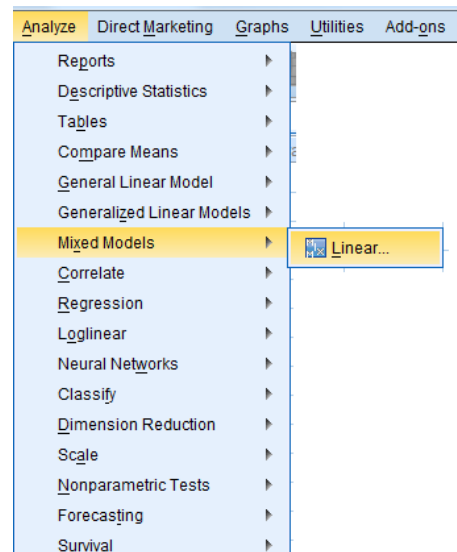 Analyze Direct Marketing Graphs Utilities Add-ons
Reports
Descriptive Statistics
Tables
Compare Means
General Linear Model
Generalized Linear Models
Mixed Models
Linear...
Correlate
Regression
Loglinear
Neural Networks
Classify
Dimension Reduction
Scale
Nonparametric Tests
Forecasting
Survival